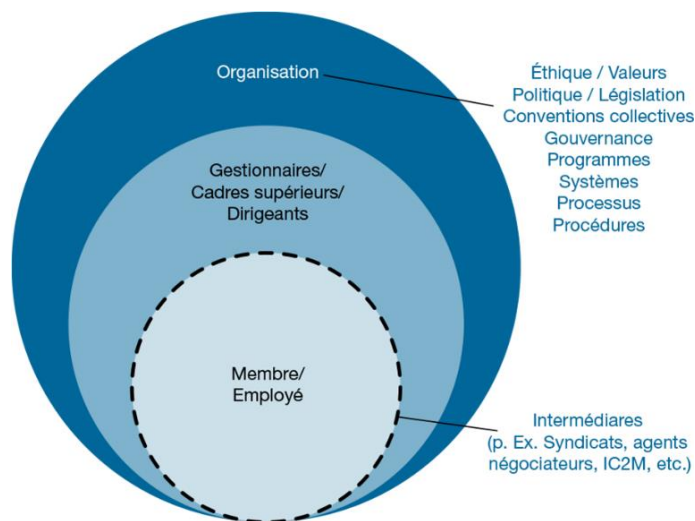 Organisation
Éthique / Valeurs
Politique / Législation
Conventions collectives
Gouvernance
Programmes
Systèmes
Processus
Procédures
Gestionnaires/
Cadres supérieurs/
Dirigeants
Membre/
Employé
Intermédiares
(p. Ex. Syndicats, agents
négociateurs, IC2M, etc.)